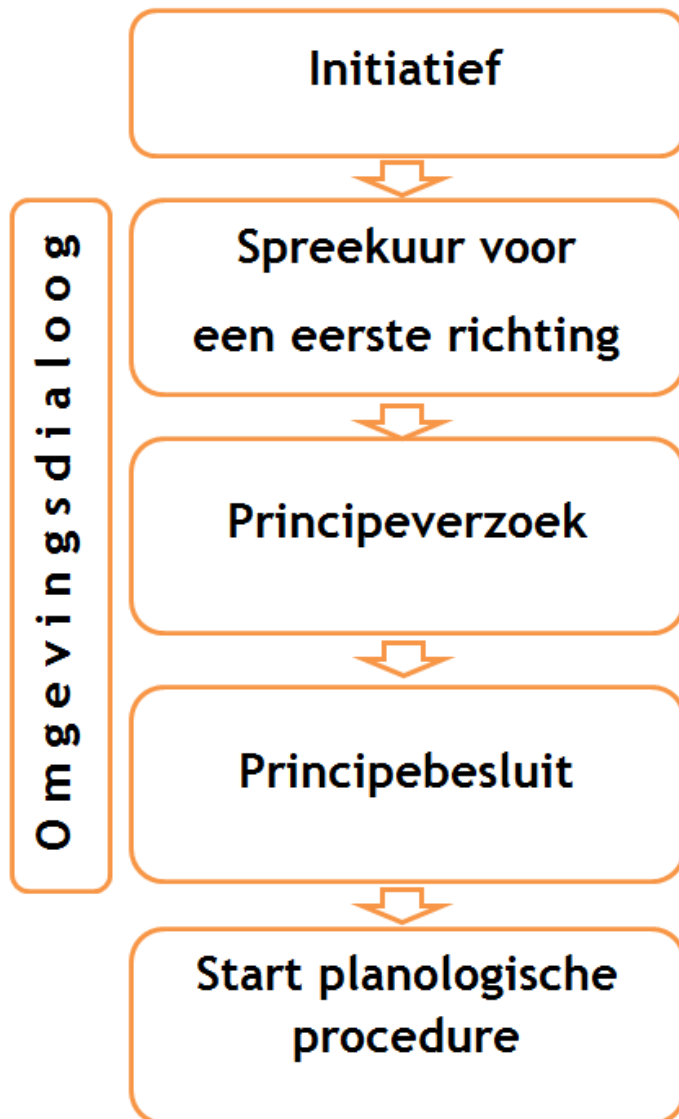 Initiatief
Omgevingsdialoog
Spreekuur voor
een eerste richting
Principeverzoek
Principebesluit
Start planologische
procedure